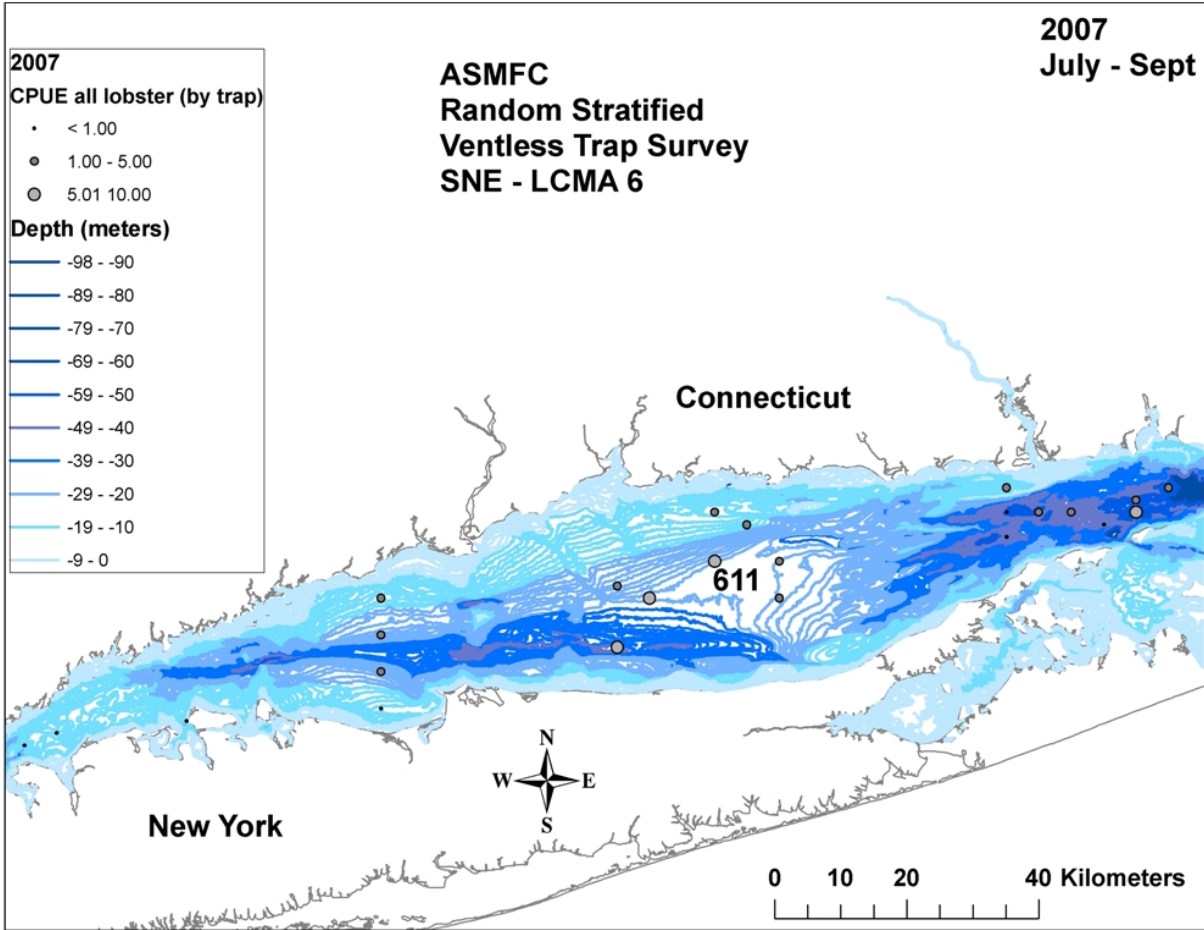 2007
July - Sept
ASMFC
Random Stratified
Ventless Trap Survey
SNE - LCMA 6
2007
CPUE all lobster (by trap)
< 1.00
1.00 - 5.00
5.01 10.00
Depth (meters)
-98 - -90
-89 - -80
-79 - -70
-69 - -60
-59 - -50
-49 - -40
-39 - -30
-29 - -20
-19 - -10
-9 - 0
Connecticut
611
New York
N
W E
S
0 10 20 40 Kilometers